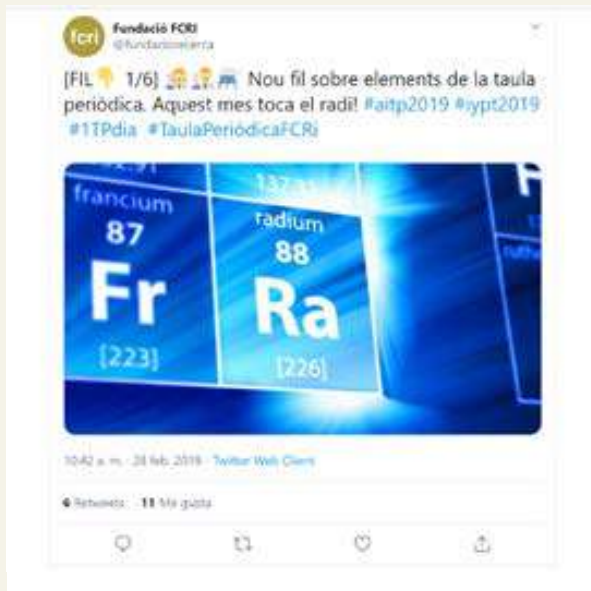 fcri Fundació FCRI
[FIL👇 1/6] Nou fil sobre elements de la taula
periòdica. Aquest mes toca el radi! #aitp2019 #iypt2019
#1TPdia #TaulaPeriòdicaFCRi
137.33
francium
87
Fr
[223]
radium
88
Ra
[226]
10:42 a. m. · 28 feb. 2019 · Twitter Web Client
6 Retweets 11 Me gusta